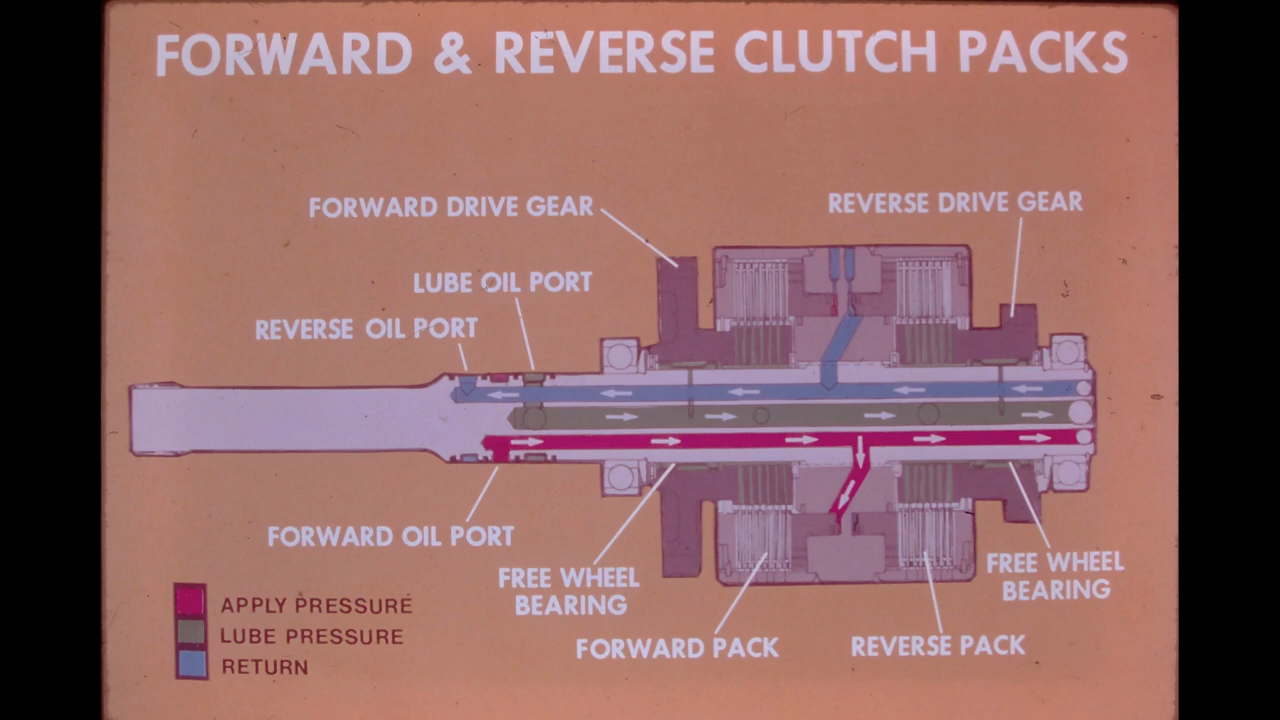 FORWARD & REVERSE CLUTCH PACKS
FORWARD DRIVE GEAR
REVERSE DRIVE GEAR
LUBE OIL PORT
REVERSE OIL PORT
FORWARD OIL PORT
FREE WHEEL
BEARING
FREE WHEEL
BEARING
FORWARD PACK
REVERSE PACK
APPLY PRESSURE
LUBE PRESSURE
RETURN